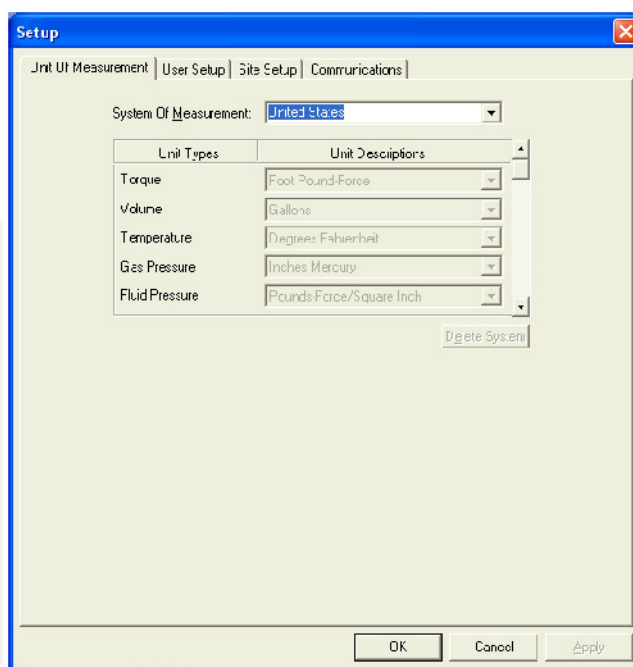 Setup
Unit Of Measurement User Setup Site Setup Communications
System Of Measurement: United States
Unit Types Unit Descriptions
Torque Foot Pound-Force
Volume Gallons
Temperature Degrees Fahrenheit
Gas Pressure Inches Mercury
Fluid Pressure Pounds-Force/Square Inch
Delete System
OK Cancel Apply